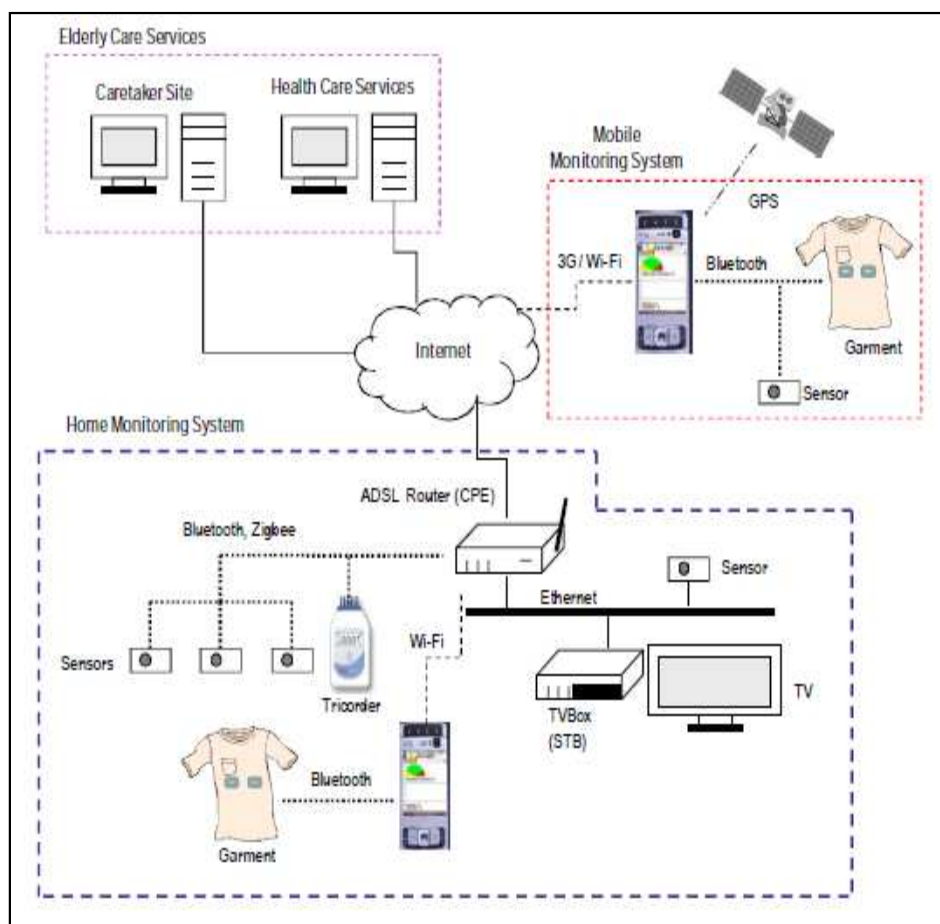 Elderly Care Services
Caretaker Site
Health Care Services
Mobile
Monitoring System
GPS
3G / Wi-Fi
Bluetooth
Garment
Internet
Sensor
Home Monitoring System
ADSL Router (CPE)
Bluetooth, Zigbee
Sensor
Ethernet
Wi-Fi
Sensors
Tricorder
TVBox
(STB)
TV
Bluetooth
Garment